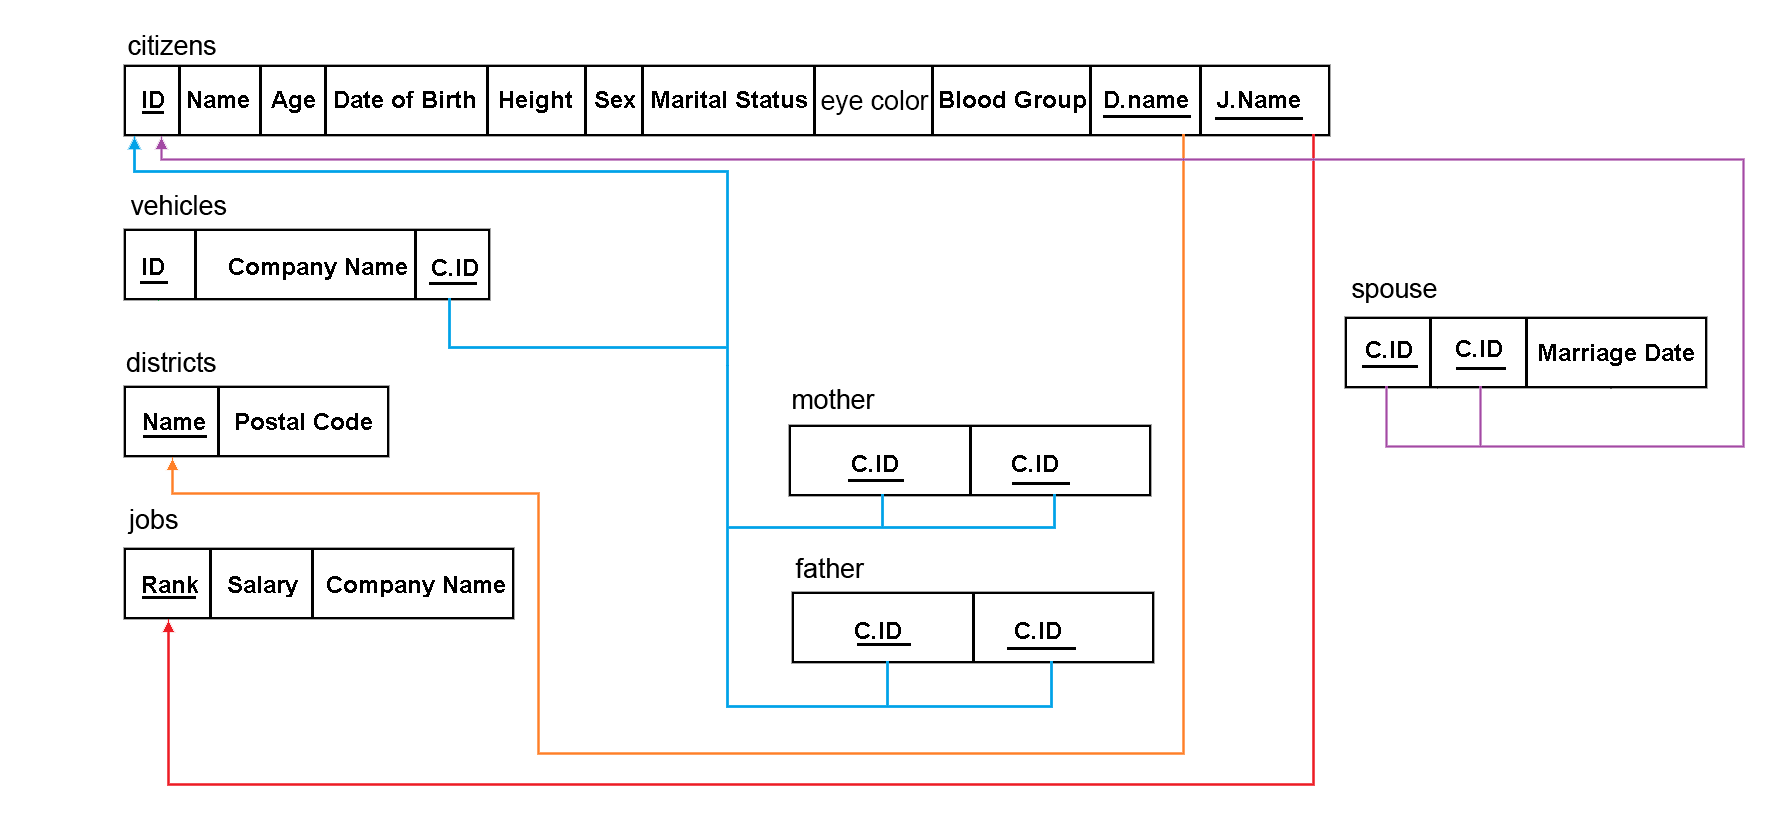 citizens
ID Name Age Date of Birth Height Sex Marital Status eye color Blood Group D.name J.Name
vehicles
ID Company Name C.ID
spouse
C.ID C.ID Marriage Date
districts
Name Postal Code
mother
C.ID C.ID
jobs
Rank Salary Company Name
father
C.ID C.ID